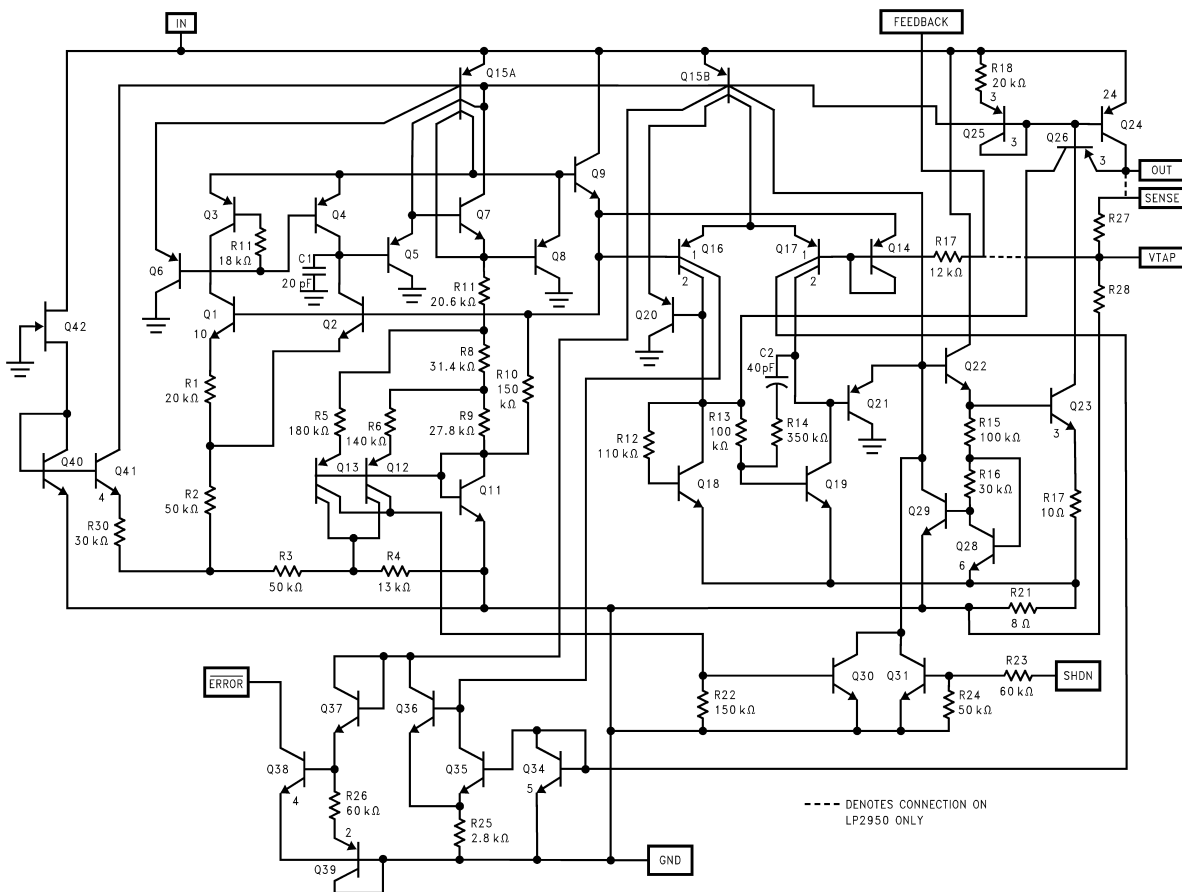 IN
FEEDBACK
Q15A
Q15B
R18
20 kΩ
3
Q25
3
24
Q24
Q26
3
OUT
SENSE
R27
VTAP
R28
Q3
R11
18 kΩ
Q4
Q6
C1
20 pF
Q5
Q7
Q8
Q9
R11
20.6 kΩ
Q16
1
2
Q17
1
2
Q14
R17
12 kΩ
Q42
Q1
10
Q2
R8
31.4 kΩ
R10
150
kΩ
Q20
C2
40pF
Q22
Q21
Q23
3
R1
20 kΩ
R5
180 kΩ
R6
140 kΩ
R9
27.8 kΩ
R12
110 kΩ
R13
100
kΩ
R14
350 kΩ
R15
100 kΩ
R16
30 kΩ
R17
10Ω
Q40
Q41
4
R30
30 kΩ
R2
50 kΩ
Q13
Q12
Q11
Q18
Q19
Q29
Q28
6
R3
50 kΩ
R4
13 kΩ
R21
8 Ω
ERROR
Q37
Q36
R22
150 kΩ
Q30
Q31
R24
50 kΩ
R23
60 kΩ
SHDN
Q38
4
R26
60 kΩ
Q35
Q34
5
R25
2.8 kΩ
2
Q39
GND
DENOTES CONNECTION ON
LP2950 ONLY